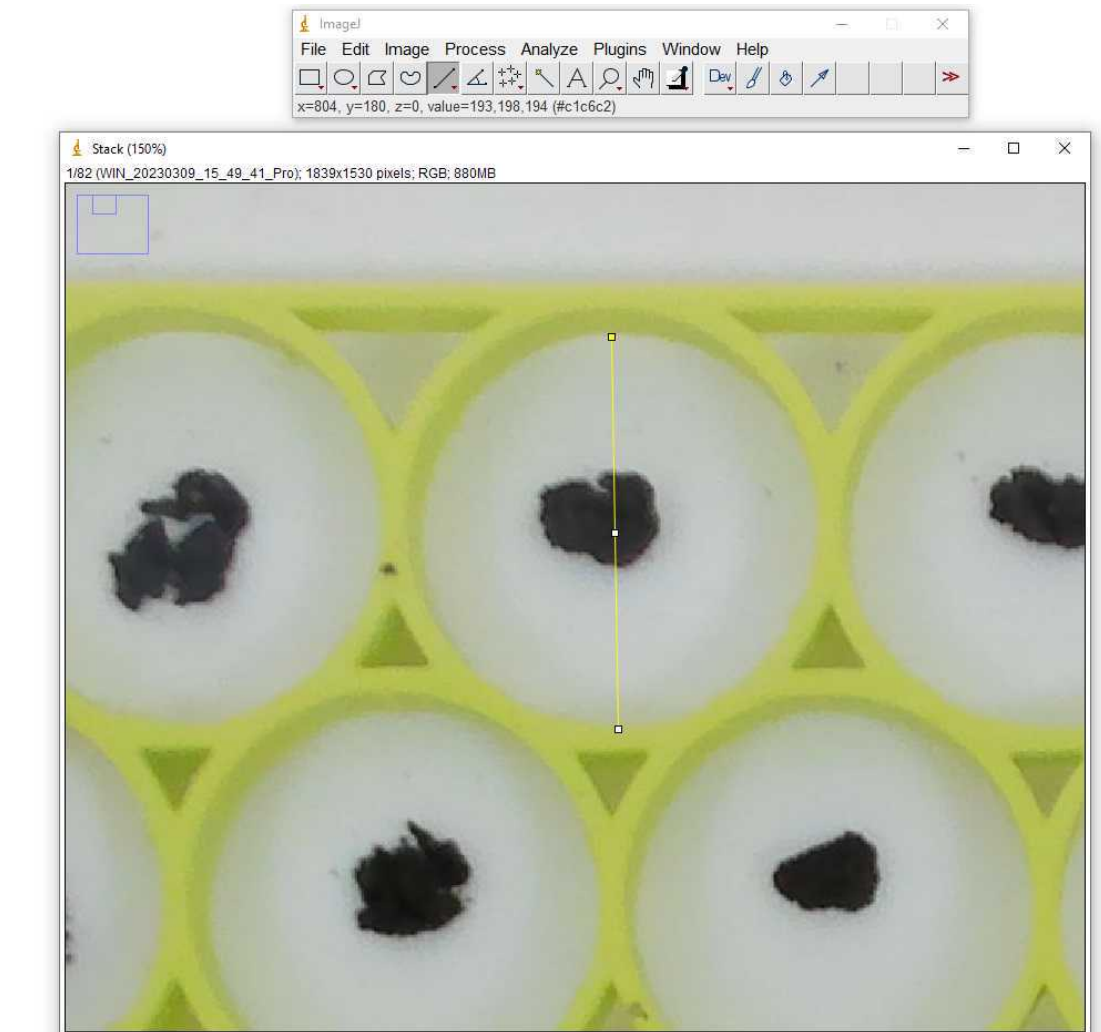 ImageJ
File Edit Image Process Analyze Plugins Window Help
A Dev
x=804, y=180, z=0, value=193,198,194 (#c1c6c2)
Stack (150%)
1/82 (WIN_20230309_15_49_41_Pro); 1839x1530 pixels; RGB; 880MB